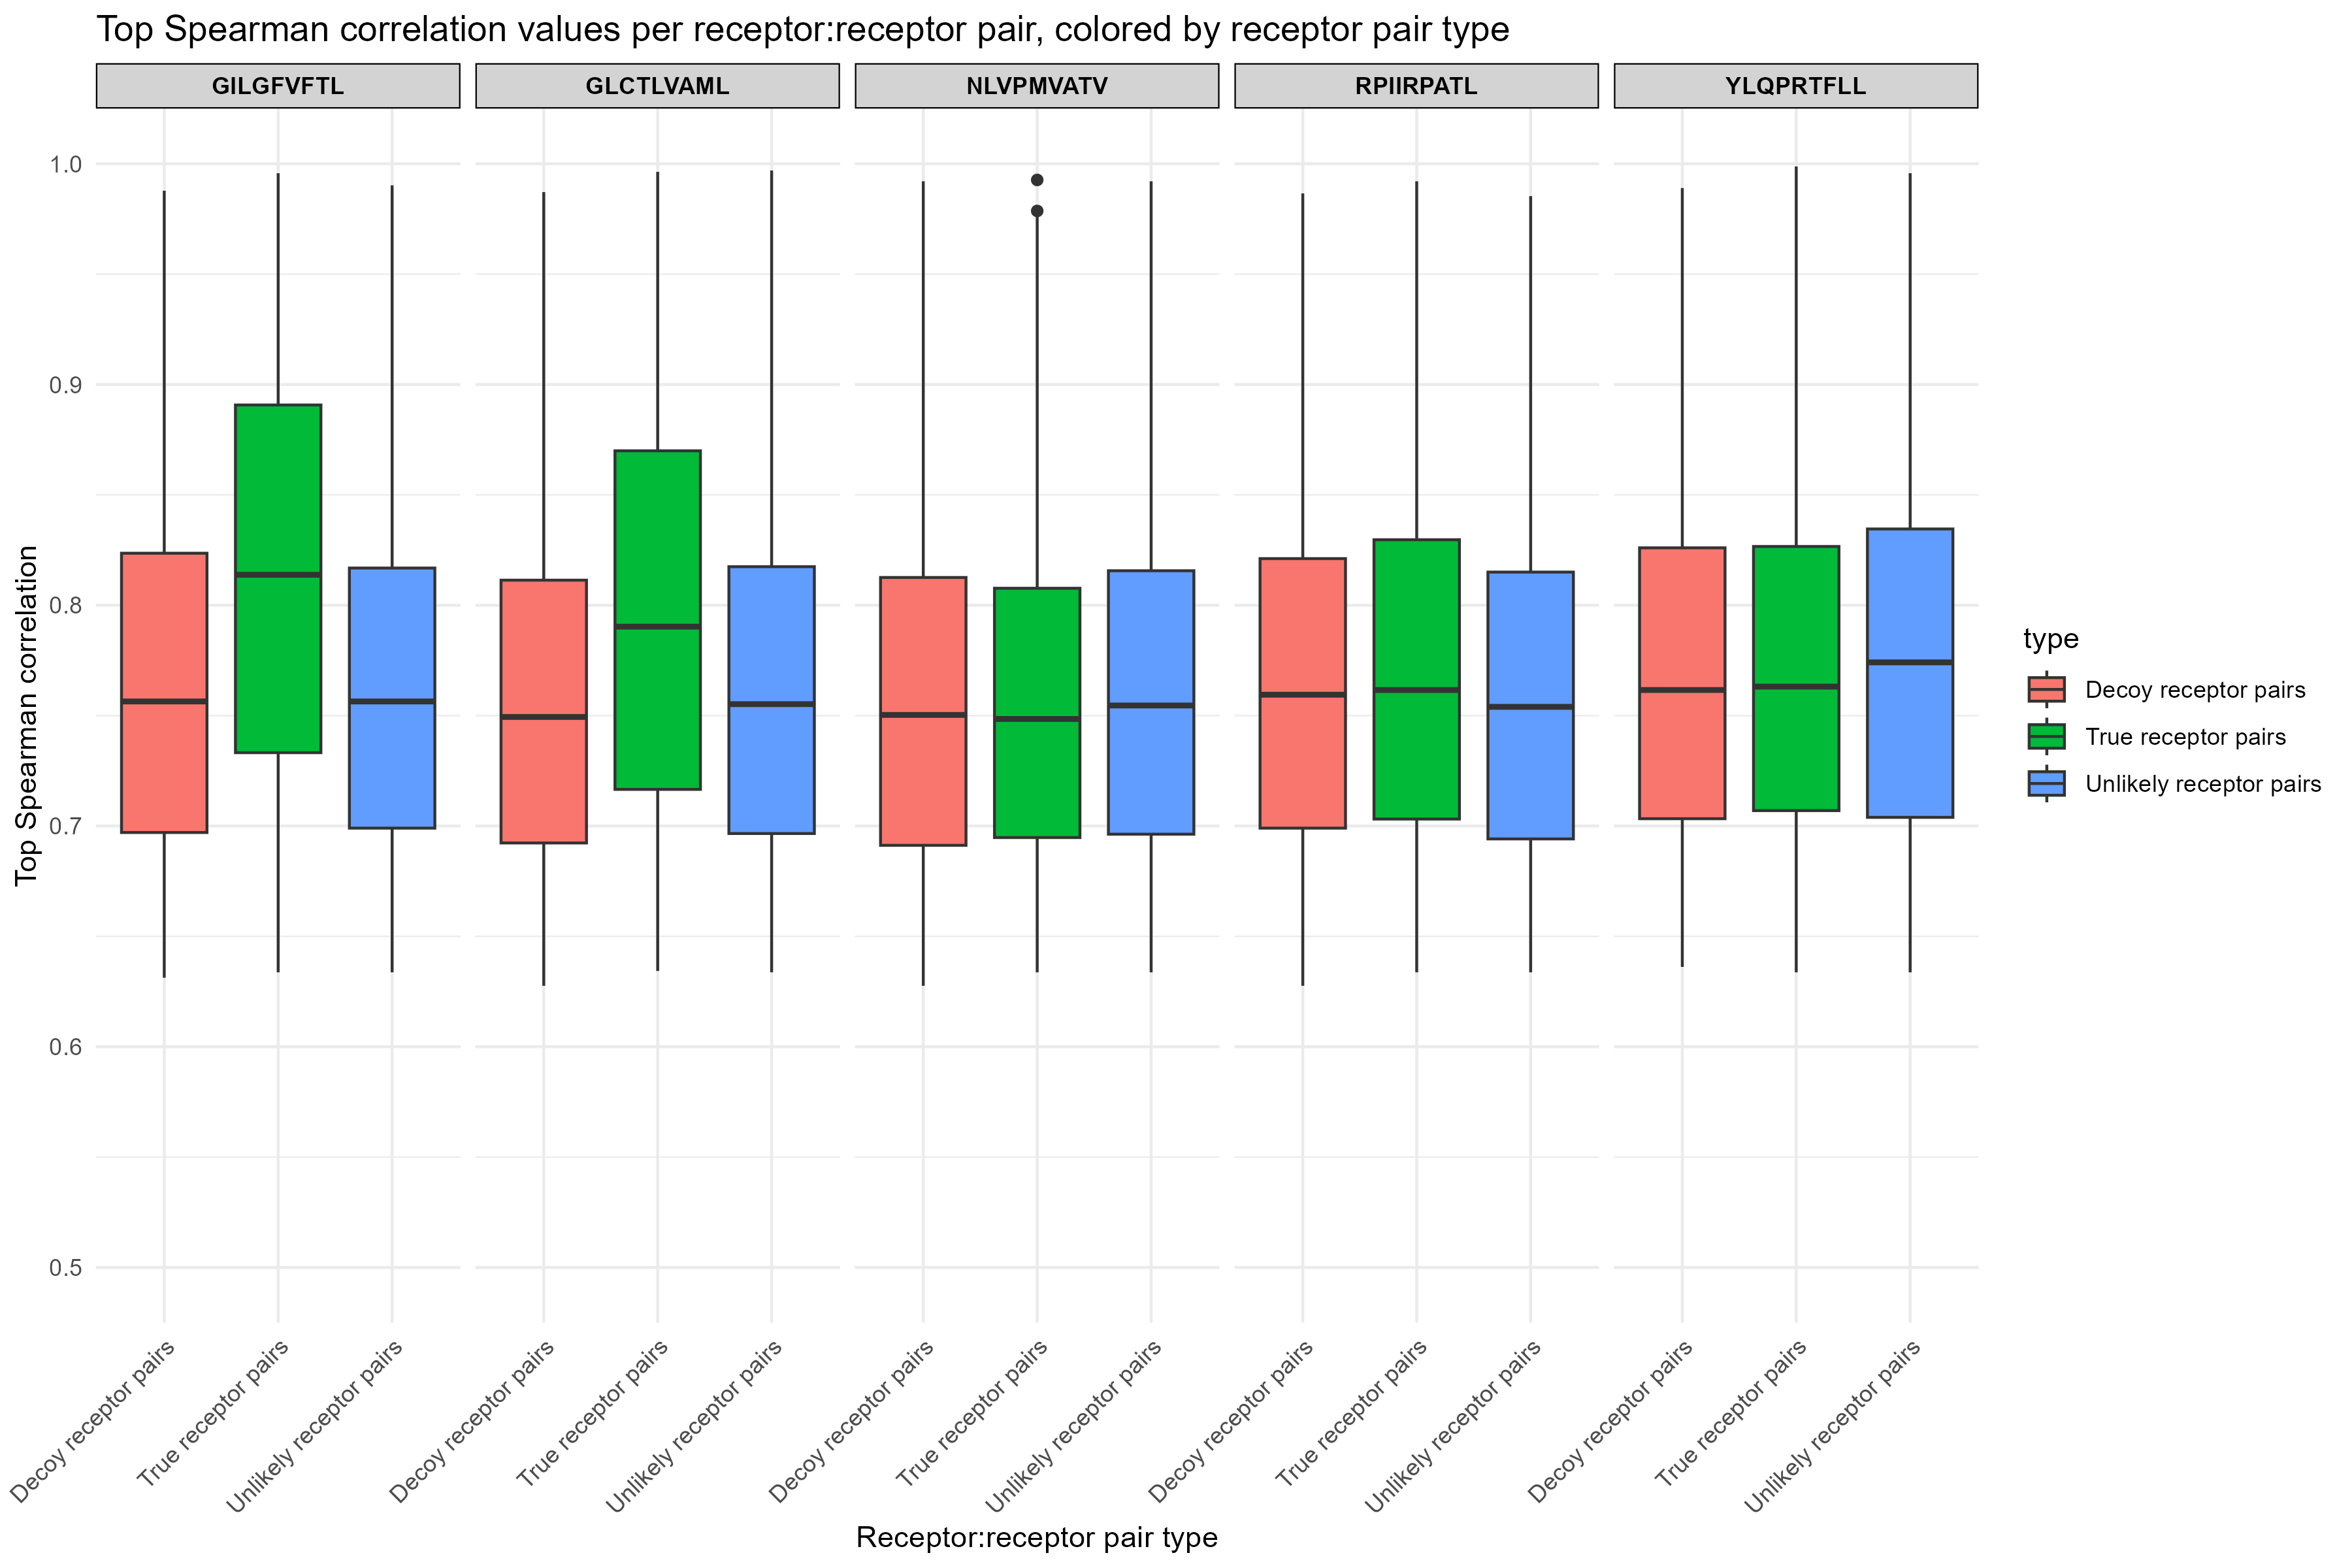 Top Spearman correlation values per receptor:receptor pair, colored by receptor pair type
GILGFVFTL
GLCTLVAML
NLVPMVATV
RPIIRPATL
YLQPRTFLL
Top Spearman correlation
1.0
0.9
0.8
0.7
0.6
0.5
Decoy receptor pairs
True receptor pairs
Unlikely receptor pairs
Decoy receptor pairs
True receptor pairs
Unlikely receptor pairs
Decoy receptor pairs
True receptor pairs
Unlikely receptor pairs
Decoy receptor pairs
True receptor pairs
Unlikely receptor pairs
Decoy receptor pairs
True receptor pairs
Unlikely receptor pairs
Receptor:receptor pair type
type
Decoy receptor pairs
True receptor pairs
Unlikely receptor pairs